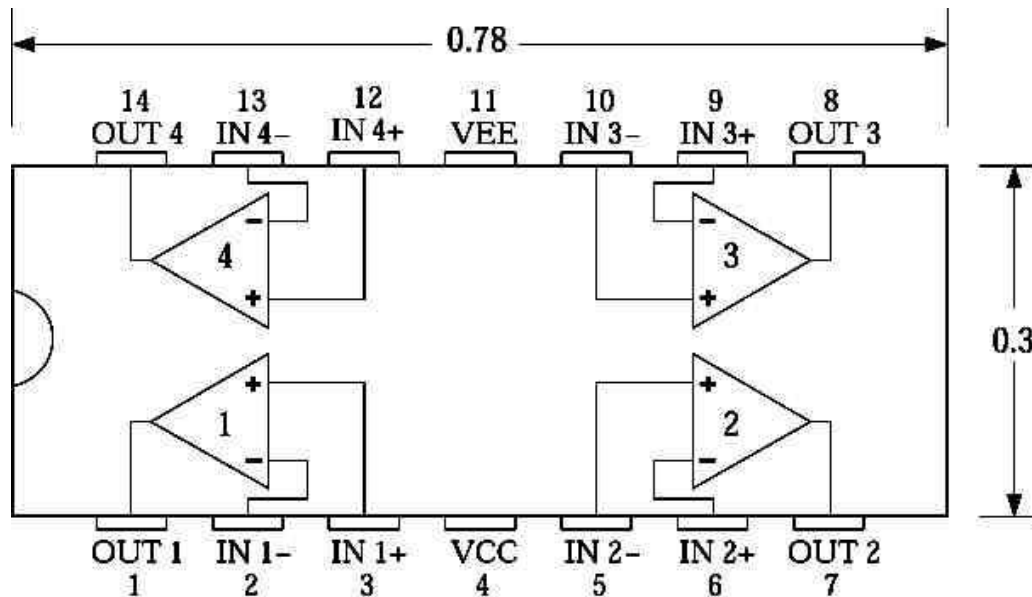 0.78
14 13 12 11 10 9 8
OUT 4 IN 4− IN 4+ VEE IN 3− IN 3+ OUT 3
− −
4 3
+ +
0.3
+ +
1 2
− −
OUT 1 IN 1− IN 1+ VCC IN 2− IN 2+ OUT 2
1 2 3 4 5 6 7